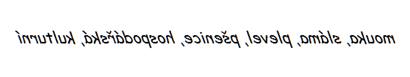 mouka, sláma, plevel, pšenice, hospodářská, kulturní